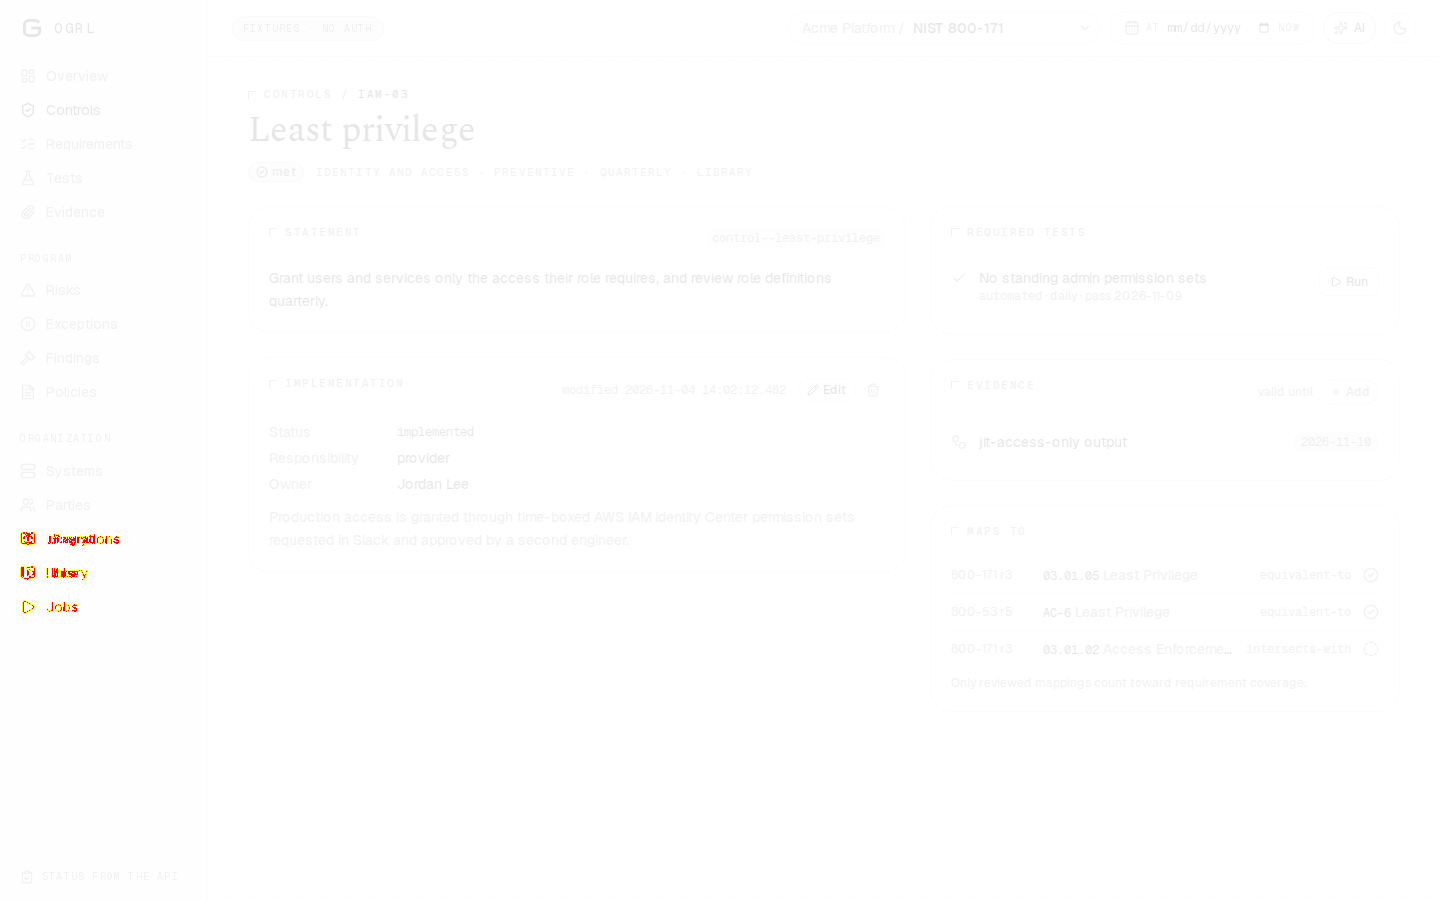 OGRL
FIXTURES NO AUTH
Acme Platform / NIST 800-171
AT mm/dd/yyyy NOW
AI
Overview
Controls
Requirements
Tests
Evidence
PROGRAM
Risks
Exceptions
Findings
Policies
ORGANIZATION
Systems
Parties
Jobs
STATUS FROM THE API
CONTROLS / IAM-03
Least privilege
met IDENTITY AND ACCESS · PREVENTIVE · QUARTERLY · LIBRARY
STATEMENT
control--least-privilege
Grant users and services only the access their role requires, and review role definitions
quarterly.
IMPLEMENTATION
modified 2026-11-04 14:02:12.482 Edit
Status implemented
Responsibility provider
Owner Jordan Lee
Production access is granted through time-boxed AWS IAM Identity Center permission sets
requested in Slack and approved by a second engineer.
REQUIRED TESTS
No standing admin permission sets
automated · daily · pass 2026-11-09
Run
EVIDENCE
valid until + Add
jit-access-only output 2026-11-10
MAPS TO
800-171 r3 03.01.05 Least Privilege equivalent-to
800-53 r5 AC-6 Least Privilege equivalent-to
800-171 r3 03.01.02 Access Enforceme… intersects-with
Only reviewed mappings count toward requirement coverage.